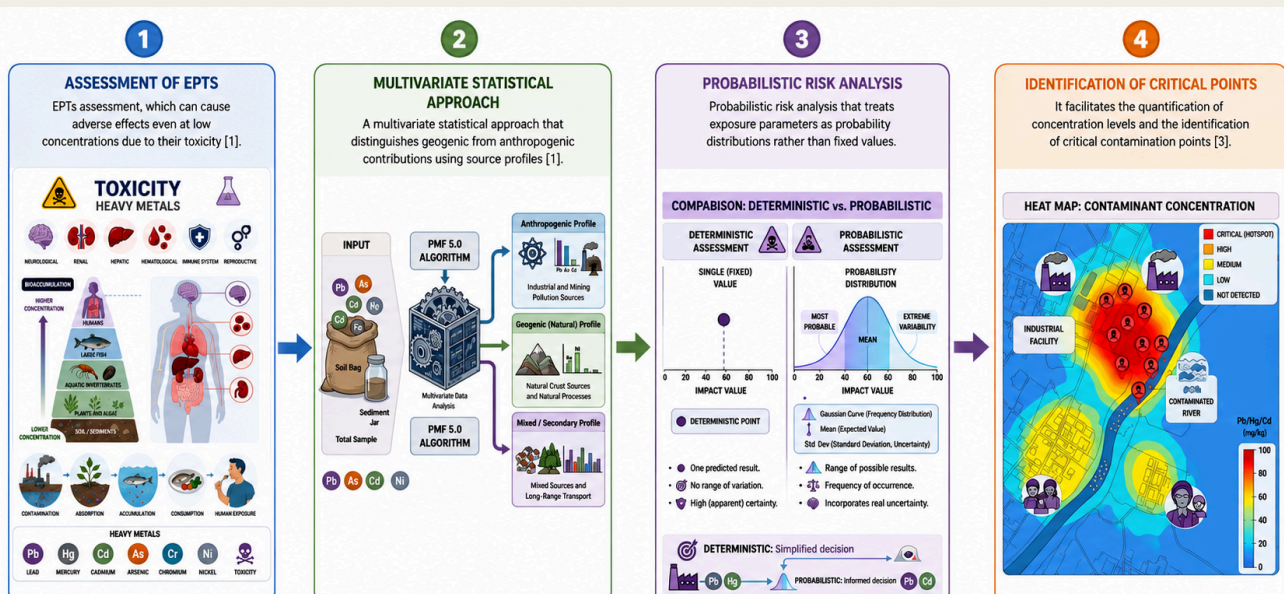 1
ASSESSMENT OF EPTS
EPTs assessment, which can cause
adverse effects even at low
concentrations due to their toxicity [1].
TOXICITY
HEAVY METALS
NEUROLOGICAL
RENAL
HEPATIC
HEMATOLOGICAL
IMMUNE SYSTEM
REPRODUCTIVE
BIOACCUMULATION
HIGHER
CONCENTRATION
HUMANS
FISH
AQUATIC INVERTEBRATES
PLANTS AND ALGAE
SOIL / SEDIMENTS
LOWER
CONCENTRATION
CONTAMINATION
ABSORPTION
ACCUMULATION
CONSUMPTION
HUMAN EXPOSURE
HEAVY METALS
Pb
Hg
Cd
As
Cr
Ni
LEAD
MERCURY
CADMIUM
ARSENIC
CHROMIUM
NICKEL
TOXICITY
2
MULTIVARIATE STATISTICAL
APPROACH
A multivariate statistical approach that
distinguishes geogenic from anthropogenic
contributions using source profiles [1].
INPUT
Pb
As
Cd
Cd
Fe
Soil Bag
Sediment
Jar
Total Sample
Pb
As
Cd
Ni
PMF 5.0
ALGORITHM
Multivariate Data
Analysis
PMF 5.0
ALGORITHM
Anthropogenic Profile
Pb As Cd
Industrial and Mining
Pollution Sources
Geogenic (Natural) Profile
Ni
Natural Crust Sources
and Natural Processes
Mixed / Secondary Profile
Mixed Sources and
Long-Range Transport
3
PROBABILISTIC RISK ANALYSIS
Probabilistic risk analysis that treats
exposure parameters as probability
distributions rather than fixed values.
COMPARISON: DETERMINISTIC vs. PROBABILISTIC
DETERMINISTIC
ASSESSMENT
SINGLE (FIXED)
VALUE
0 20 40 60 80 100
IMPACT VALUE
DETERMINISTIC POINT
• One predicted result.
• No range of variation.
• High (apparent) certainty.
PROBABILISTIC
ASSESSMENT
PROBABILISTY
DISTRIBUTION
MOST
PROBABLE
MEAN
EXTREME
VARIABILITY
0 20 40 60 80 100
IMPACT VALUE
Gaussian Curve (Frequency Distribution)
Mean (Expected Value)
Std Dev (Standard Deviation, Uncertainty)
• Range of possible results.
• Frequency of occurrence.
• Incorporates real uncertainty.
DETERMINISTIC: Simplified decision
Pb
Hg
PROBABILISTIC: Informed decision
Pb
Cd
4
IDENTIFICATION OF CRITICAL POINTS
It facilitates the quantification of
concentration levels and the identification
of critical contamination points [3].
HEAT MAP: CONTAMINANT CONCENTRATION
CRITICAL (HOTSPOT)
HIGH
MEDIUM
LOW
NOT DETECTED
INDUSTRIAL
FACILITY
CONTAMINATED
RIVER
Pb/Hg/Cd
(mg/kg)
100
80
60
40
20
0